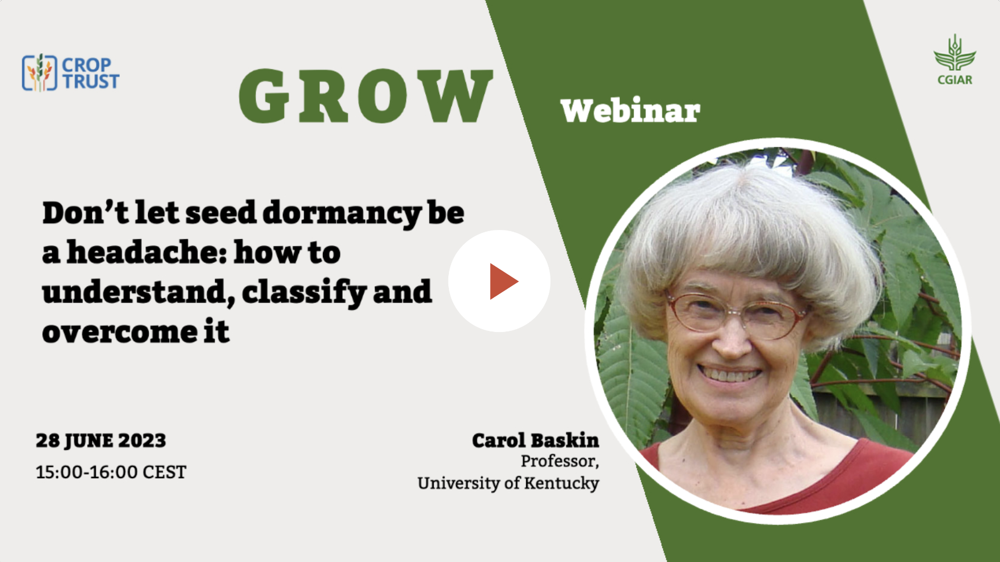 CROP
TRUST
GROW
Webinar
CGIAR
Don’t let seed dormancy be
a headache: how to
understand, classify and
overcome it
28 JUNE 2023
15:00-16:00 CEST
Carol Baskin
Professor,
University of Kentucky